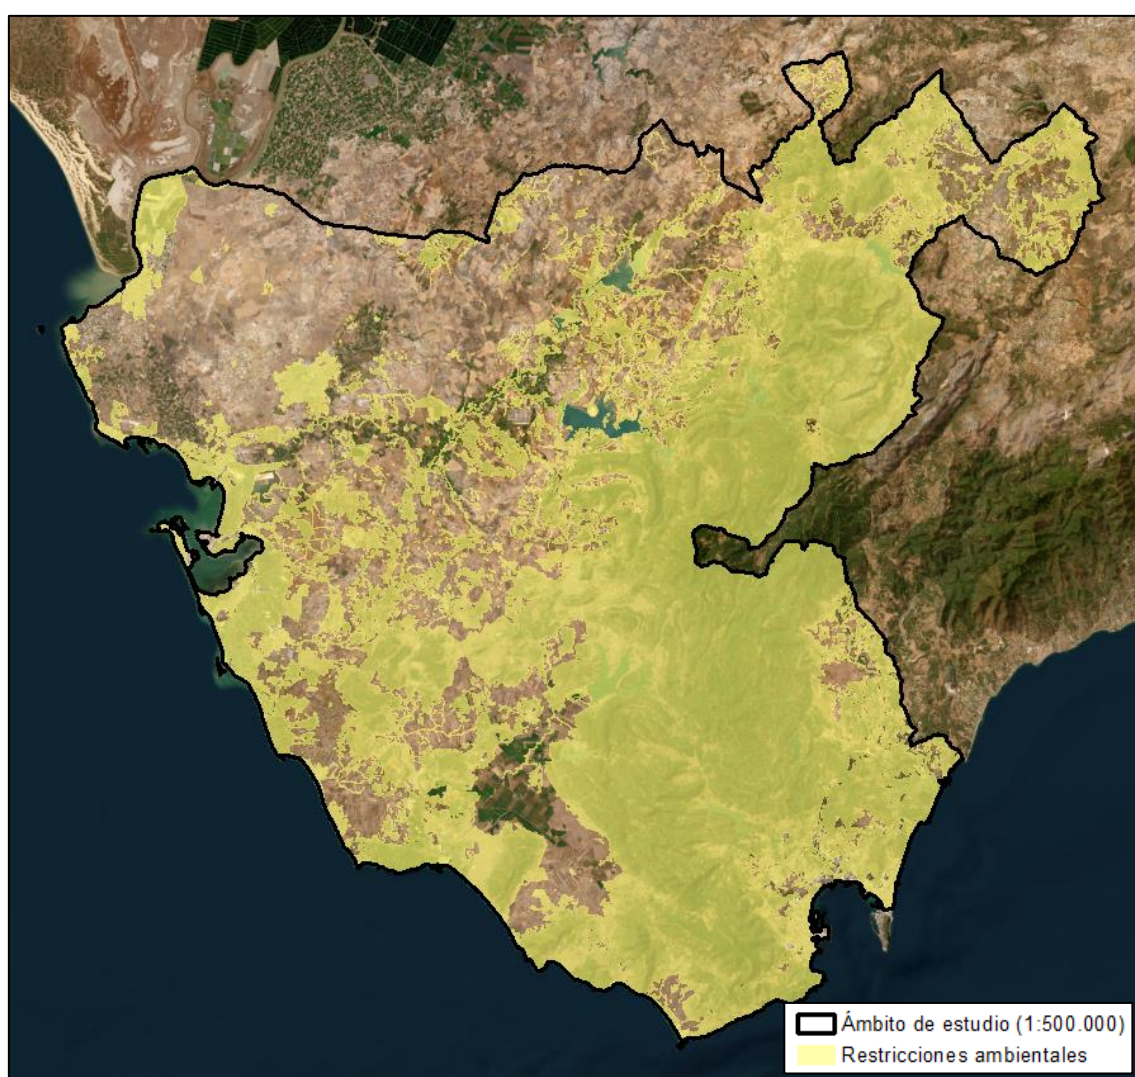 Ámbito de estudio (1:500.000)
Restricciones ambientales